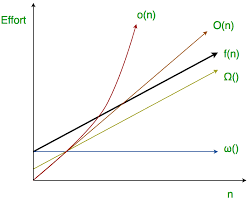 Effort
o(n)
O(n)
f(n)
Ω()
ω()
n